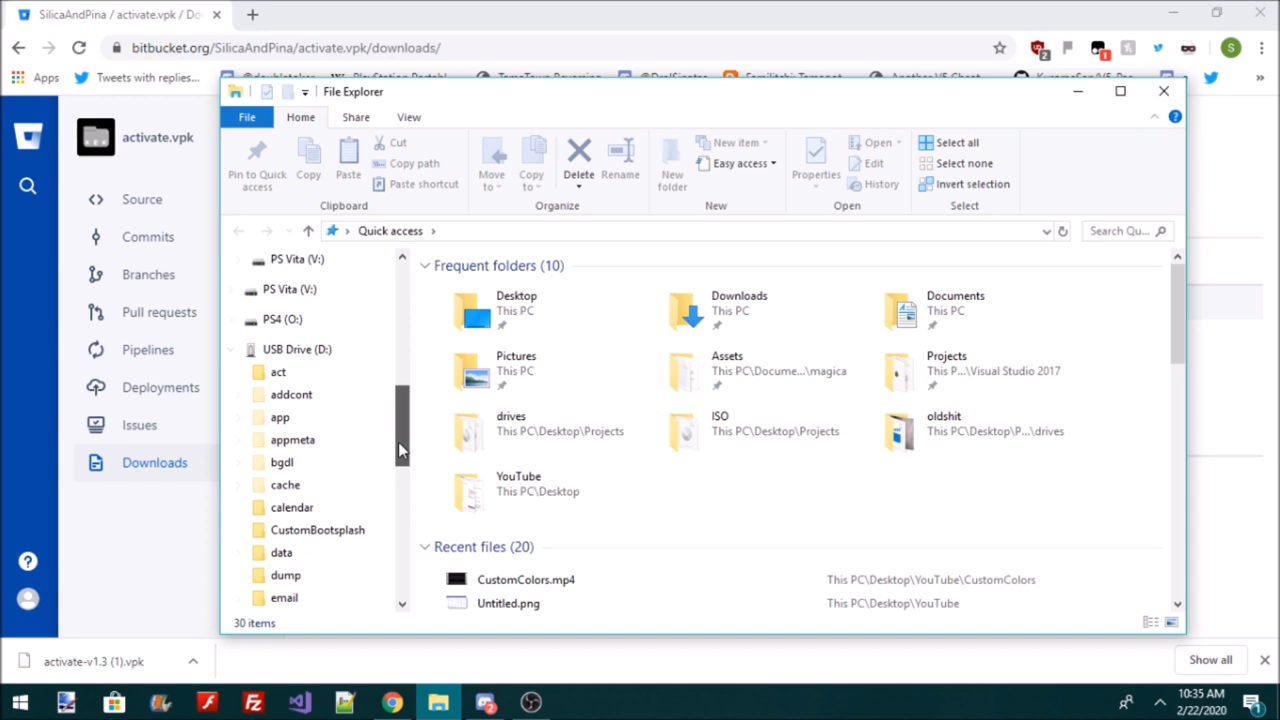 SilicaAndPina / activate.vpk / Do
bitbucket.org/SilicaAndPina/activate.vpk/downloads/
2
1
S
Apps
Tweets with replies...
File Explorer
File
Home
Share
View
Pin to Quick access
Copy
Paste
Cut
Copy path
Paste shortcut
Clipboard
Move to
Copy to
Delete
Rename
Organize
New folder
New item
Easy access
New
Properties
Open
Edit
History
Open
Select all
Select none
Invert selection
Select
Quick access
Search Qu...
activate.vpk
Source
Commits
Branches
Pull requests
Pipelines
Deployments
Issues
Downloads
PS Vita (V:)
PS Vita (V:)
PS4 (O:)
USB Drive (D:)
act
addcont
app
appmeta
bgdl
cache
calendar
CustomBootsplash
data
dump
email
Frequent folders (10)
Desktop
This PC
Downloads
This PC
Documents
This PC
Pictures
This PC
Assets
This PC\Docume...\magica
Projects
This P...\Visual Studio 2017
drives
This PC\Desktop\Projects
ISO
This PC\Desktop\Projects
oldshit
This PC\Desktop\P...\drives
YouTube
This PC\Desktop
Recent files (20)
CustomColors.mp4
This PC\Desktop\YouTube\CustomColors
Untitled.png
This PC\Desktop\YouTube
30 items
activate-v1.3 (1).vpk
Show all
10:35 AM
2/22/2020